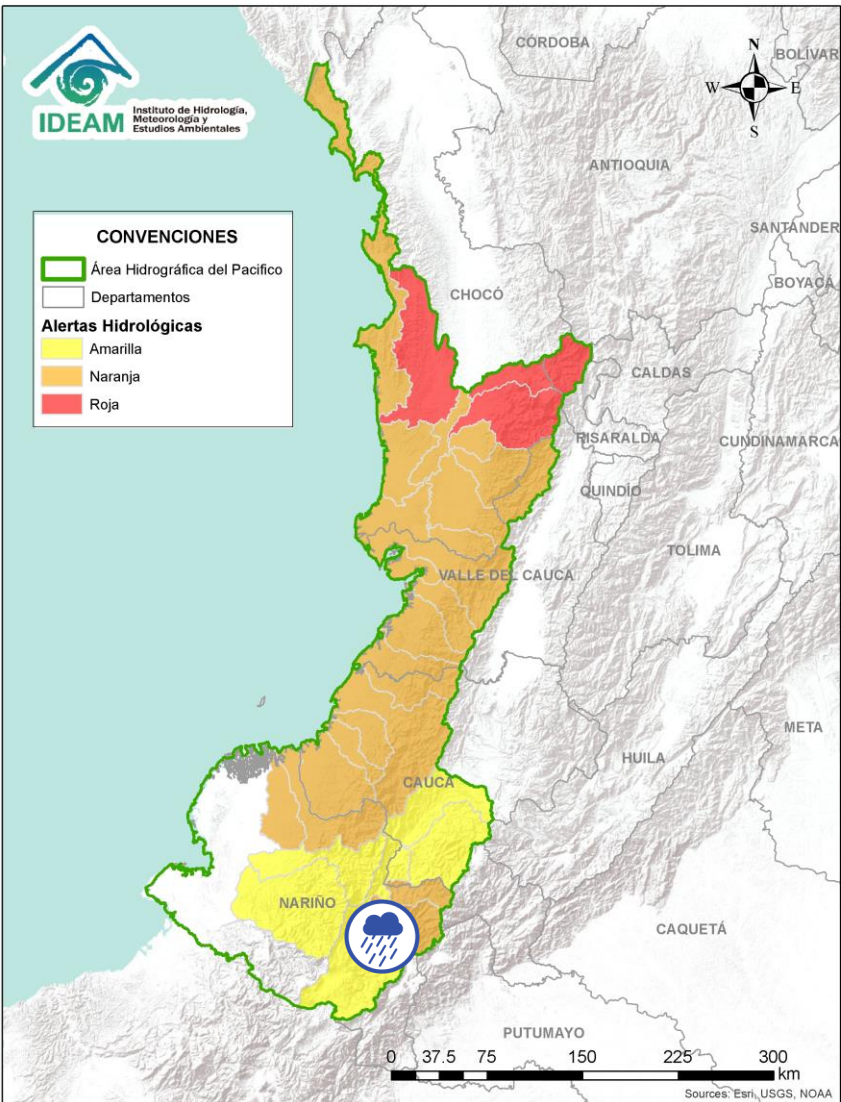 IDEAM
Instituto de Hidrología,
Meteorología y
Estudios Ambientales
N
W
E
S
CÓRDOBA
BOLIVAR
ANTIOQUIA
SANTANDER
BOYACÁ
CHOCÓ
CALDAS
RISARALDA
CUNDINAMARCA
QUINDÍO
TOLIMA
VALLE DEL CAUCA
META
HUILA
CAUCA
NARIÑO
CAQUETÁ
PUTUMAYO
CONVENCIONES
Área Hidrográfica del Pacifico
Departamentos
Alertas Hidrológicas
Amarilla
Naranja
Roja
0 37.5 75 150 225 300
km
Sources: Esri, USGS, NOAA